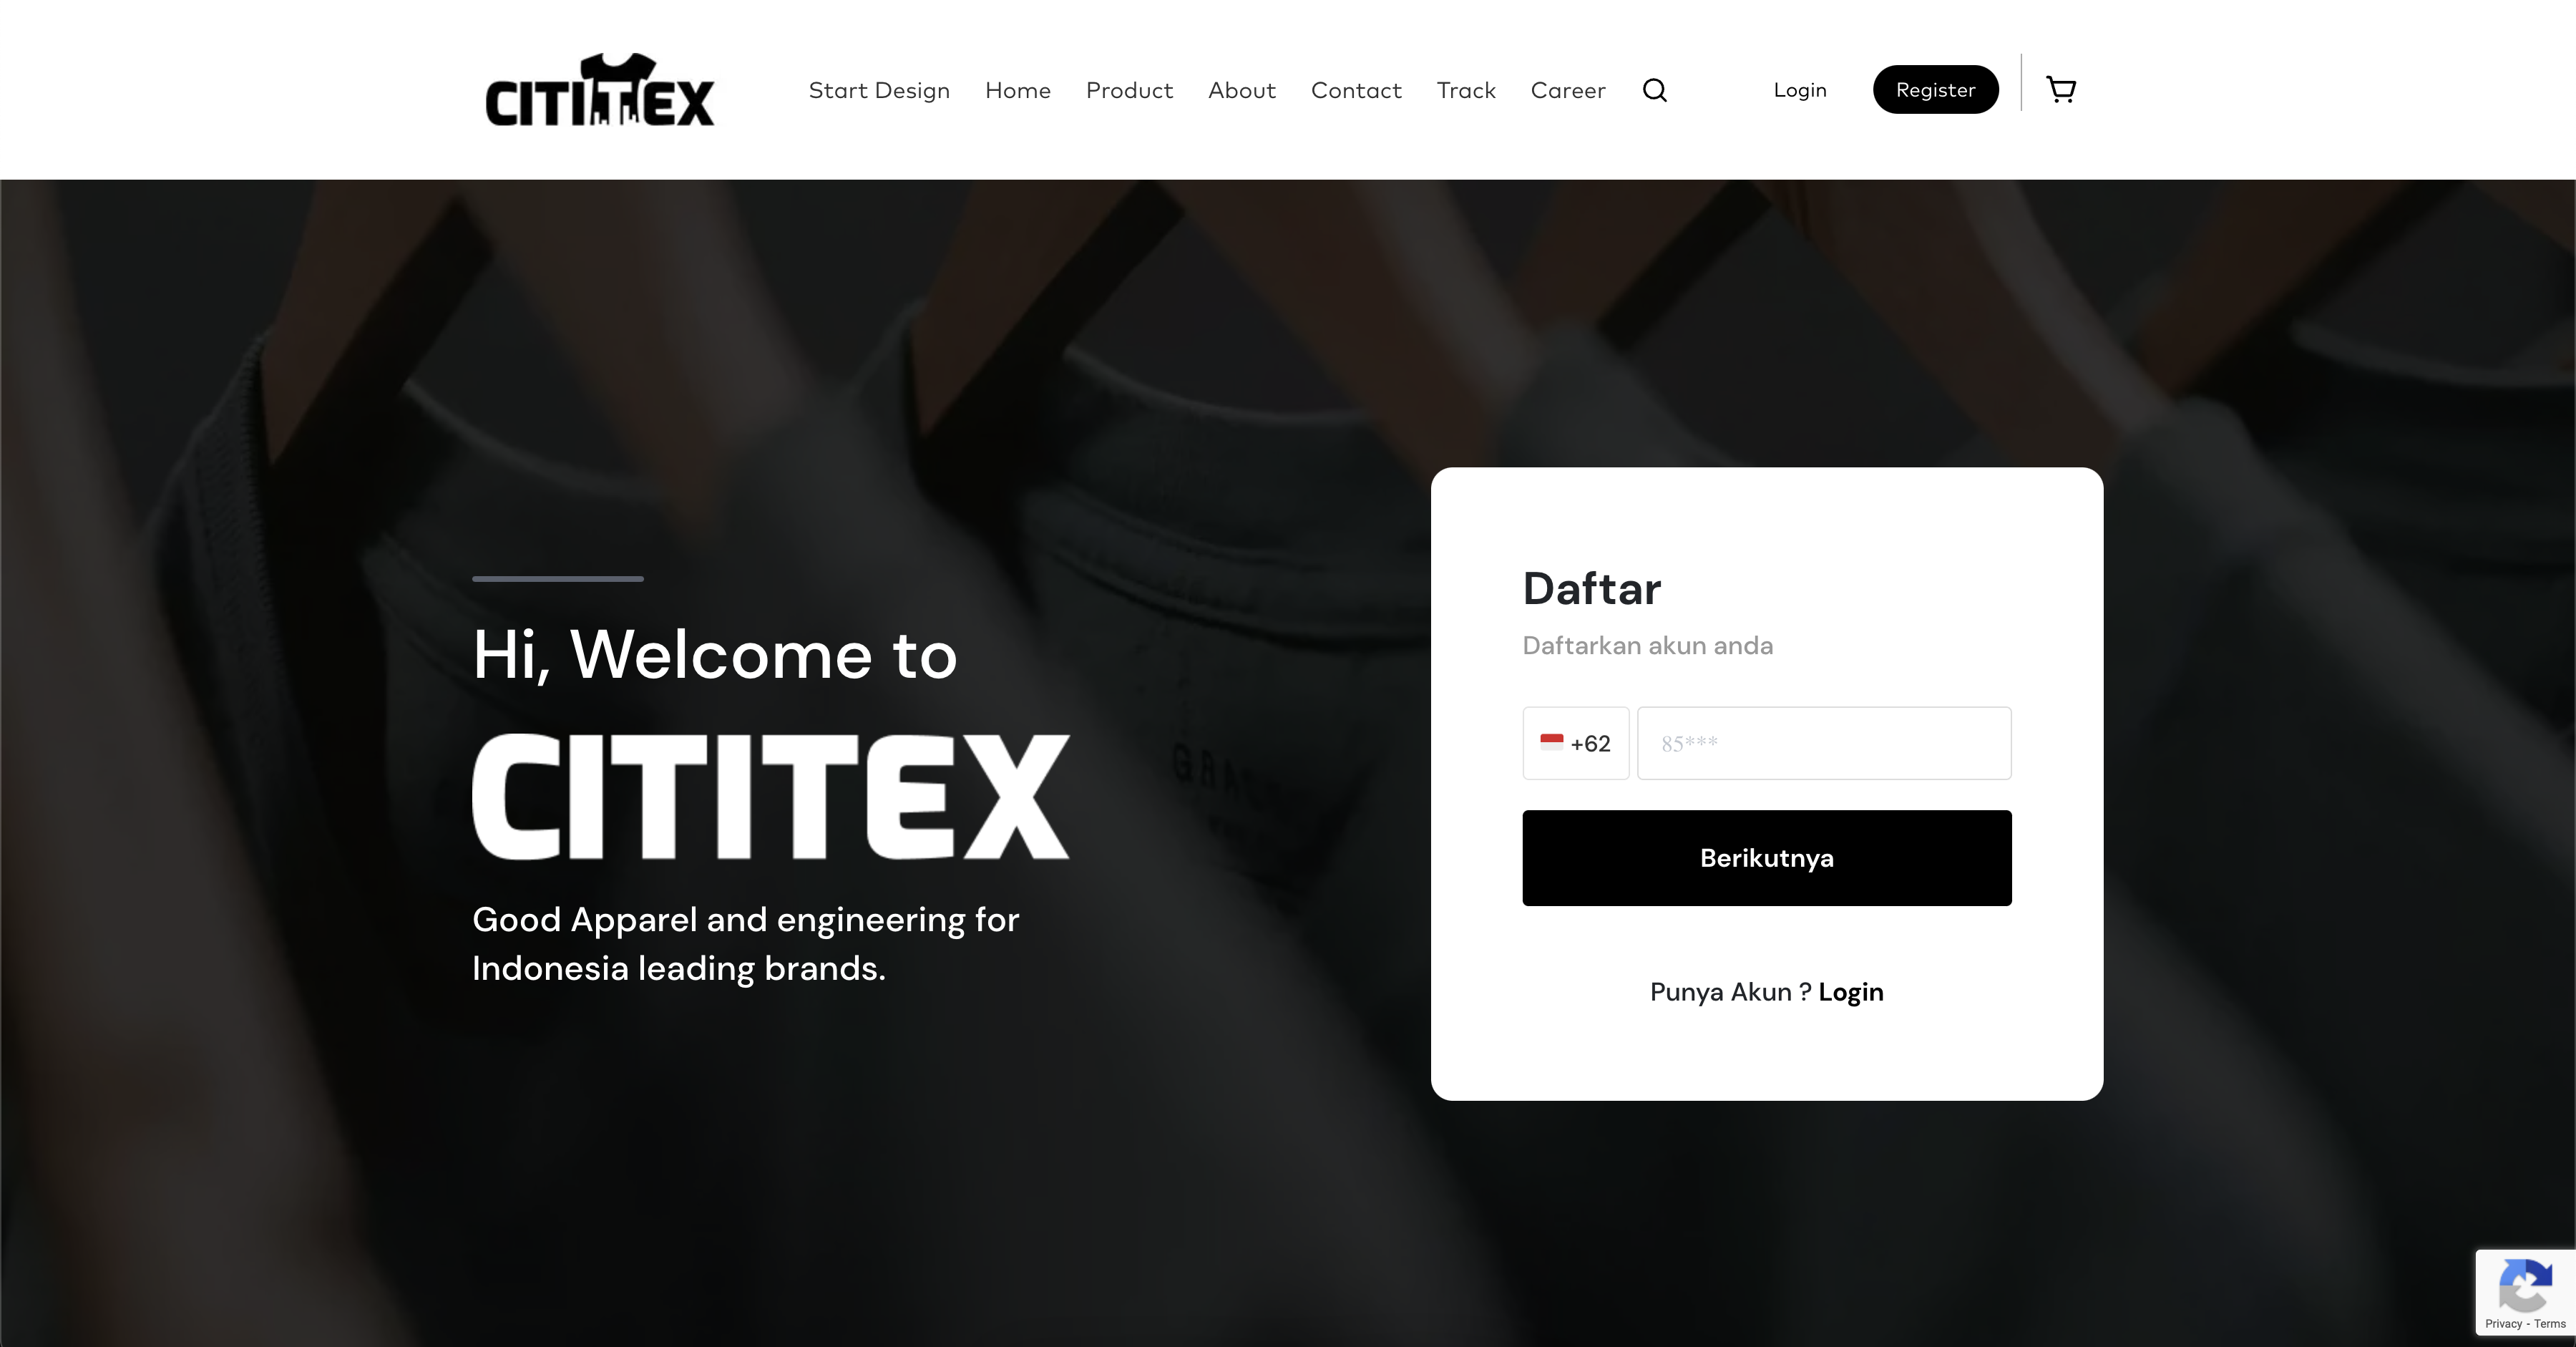 CITITEX
Start Design
Home
Product
About
Contact
Track
Career
Login
Register
Hi, Welcome to
CITITEX
Good Apparel and engineering for
Indonesia leading brands.
Daftar
Daftarkan akun anda
+62
85***
Berikutnya
Punya Akun ? Login
Privacy - Terms